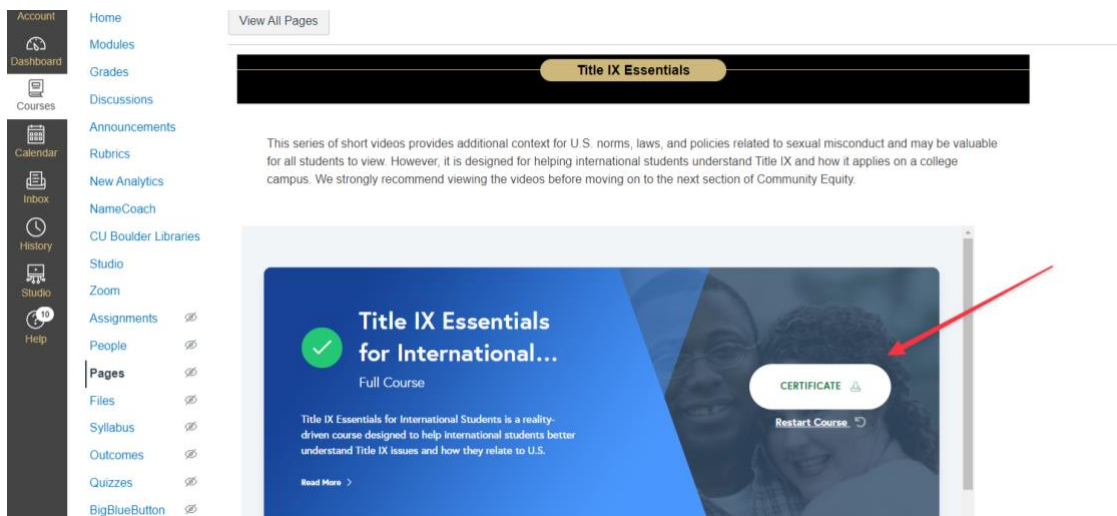 Account
Dashboard
Courses
Calendar
Inbox
History
Studio
10
Help
Home
Modules
Grades
Discussions
Announcements
Rubrics
New Analytics
NameCoach
CU Boulder Libraries
Studio
Zoom
Assignments
People
Pages
Files
Syllabus
Outcomes
Quizzes
BigBlueButton
View All Pages
Title IX Essentials
This series of short videos provides additional context for U.S. norms, laws, and policies related to sexual misconduct and may be valuable
for all students to view. However, it is designed for helping international students understand Title IX and how it applies on a college
campus. We strongly recommend viewing the videos before moving on to the next section of Community Equity.
Title IX Essentials
for International...
Full Course
Title IX Essentials for International Students is a reality-
driven course designed to help international students better
understand Title IX issues and how they relate to U.S.
Read More >
CERTIFICATE
Restart Course